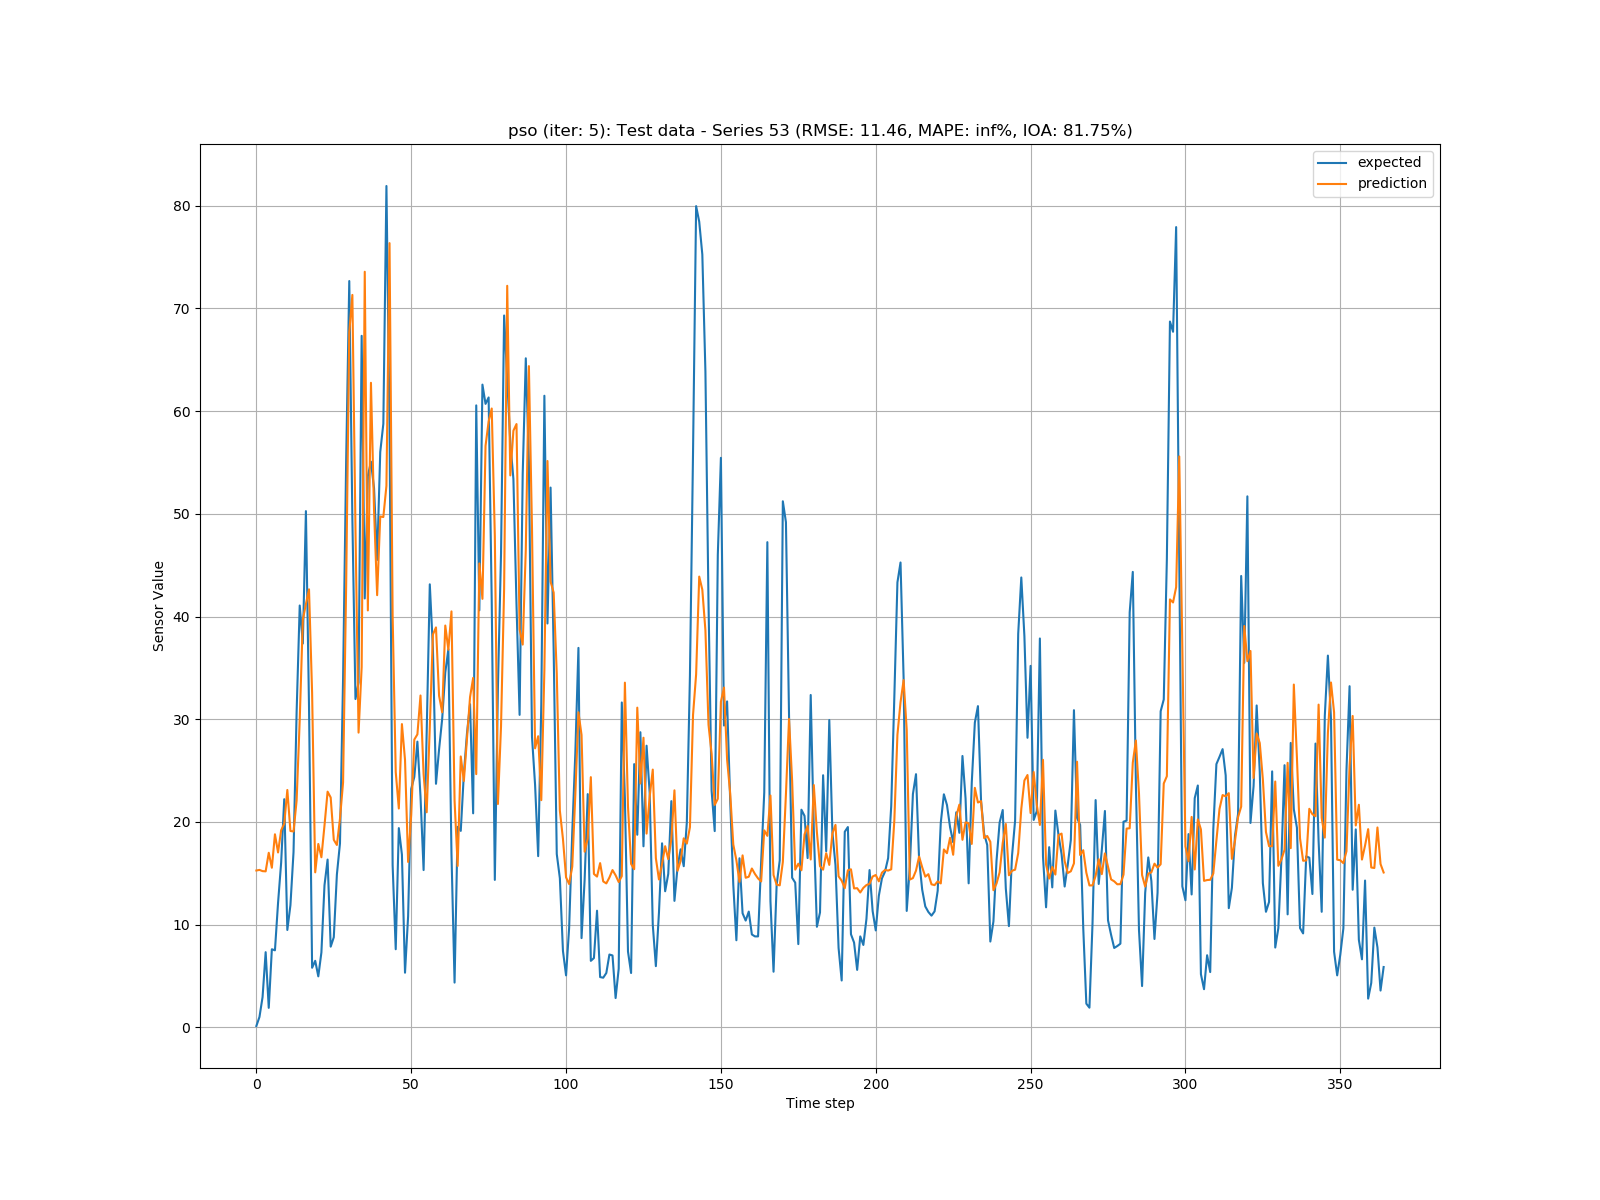 pso (iter: 5): Test data - Series 53 (RMSE: 11.46, MAPE: inf%, IOA: 81.75%)
expected
prediction
80
70
60
50
40
30
20
10
0
Sensor Value
0 50 100 150 200 250 300 350
Time step